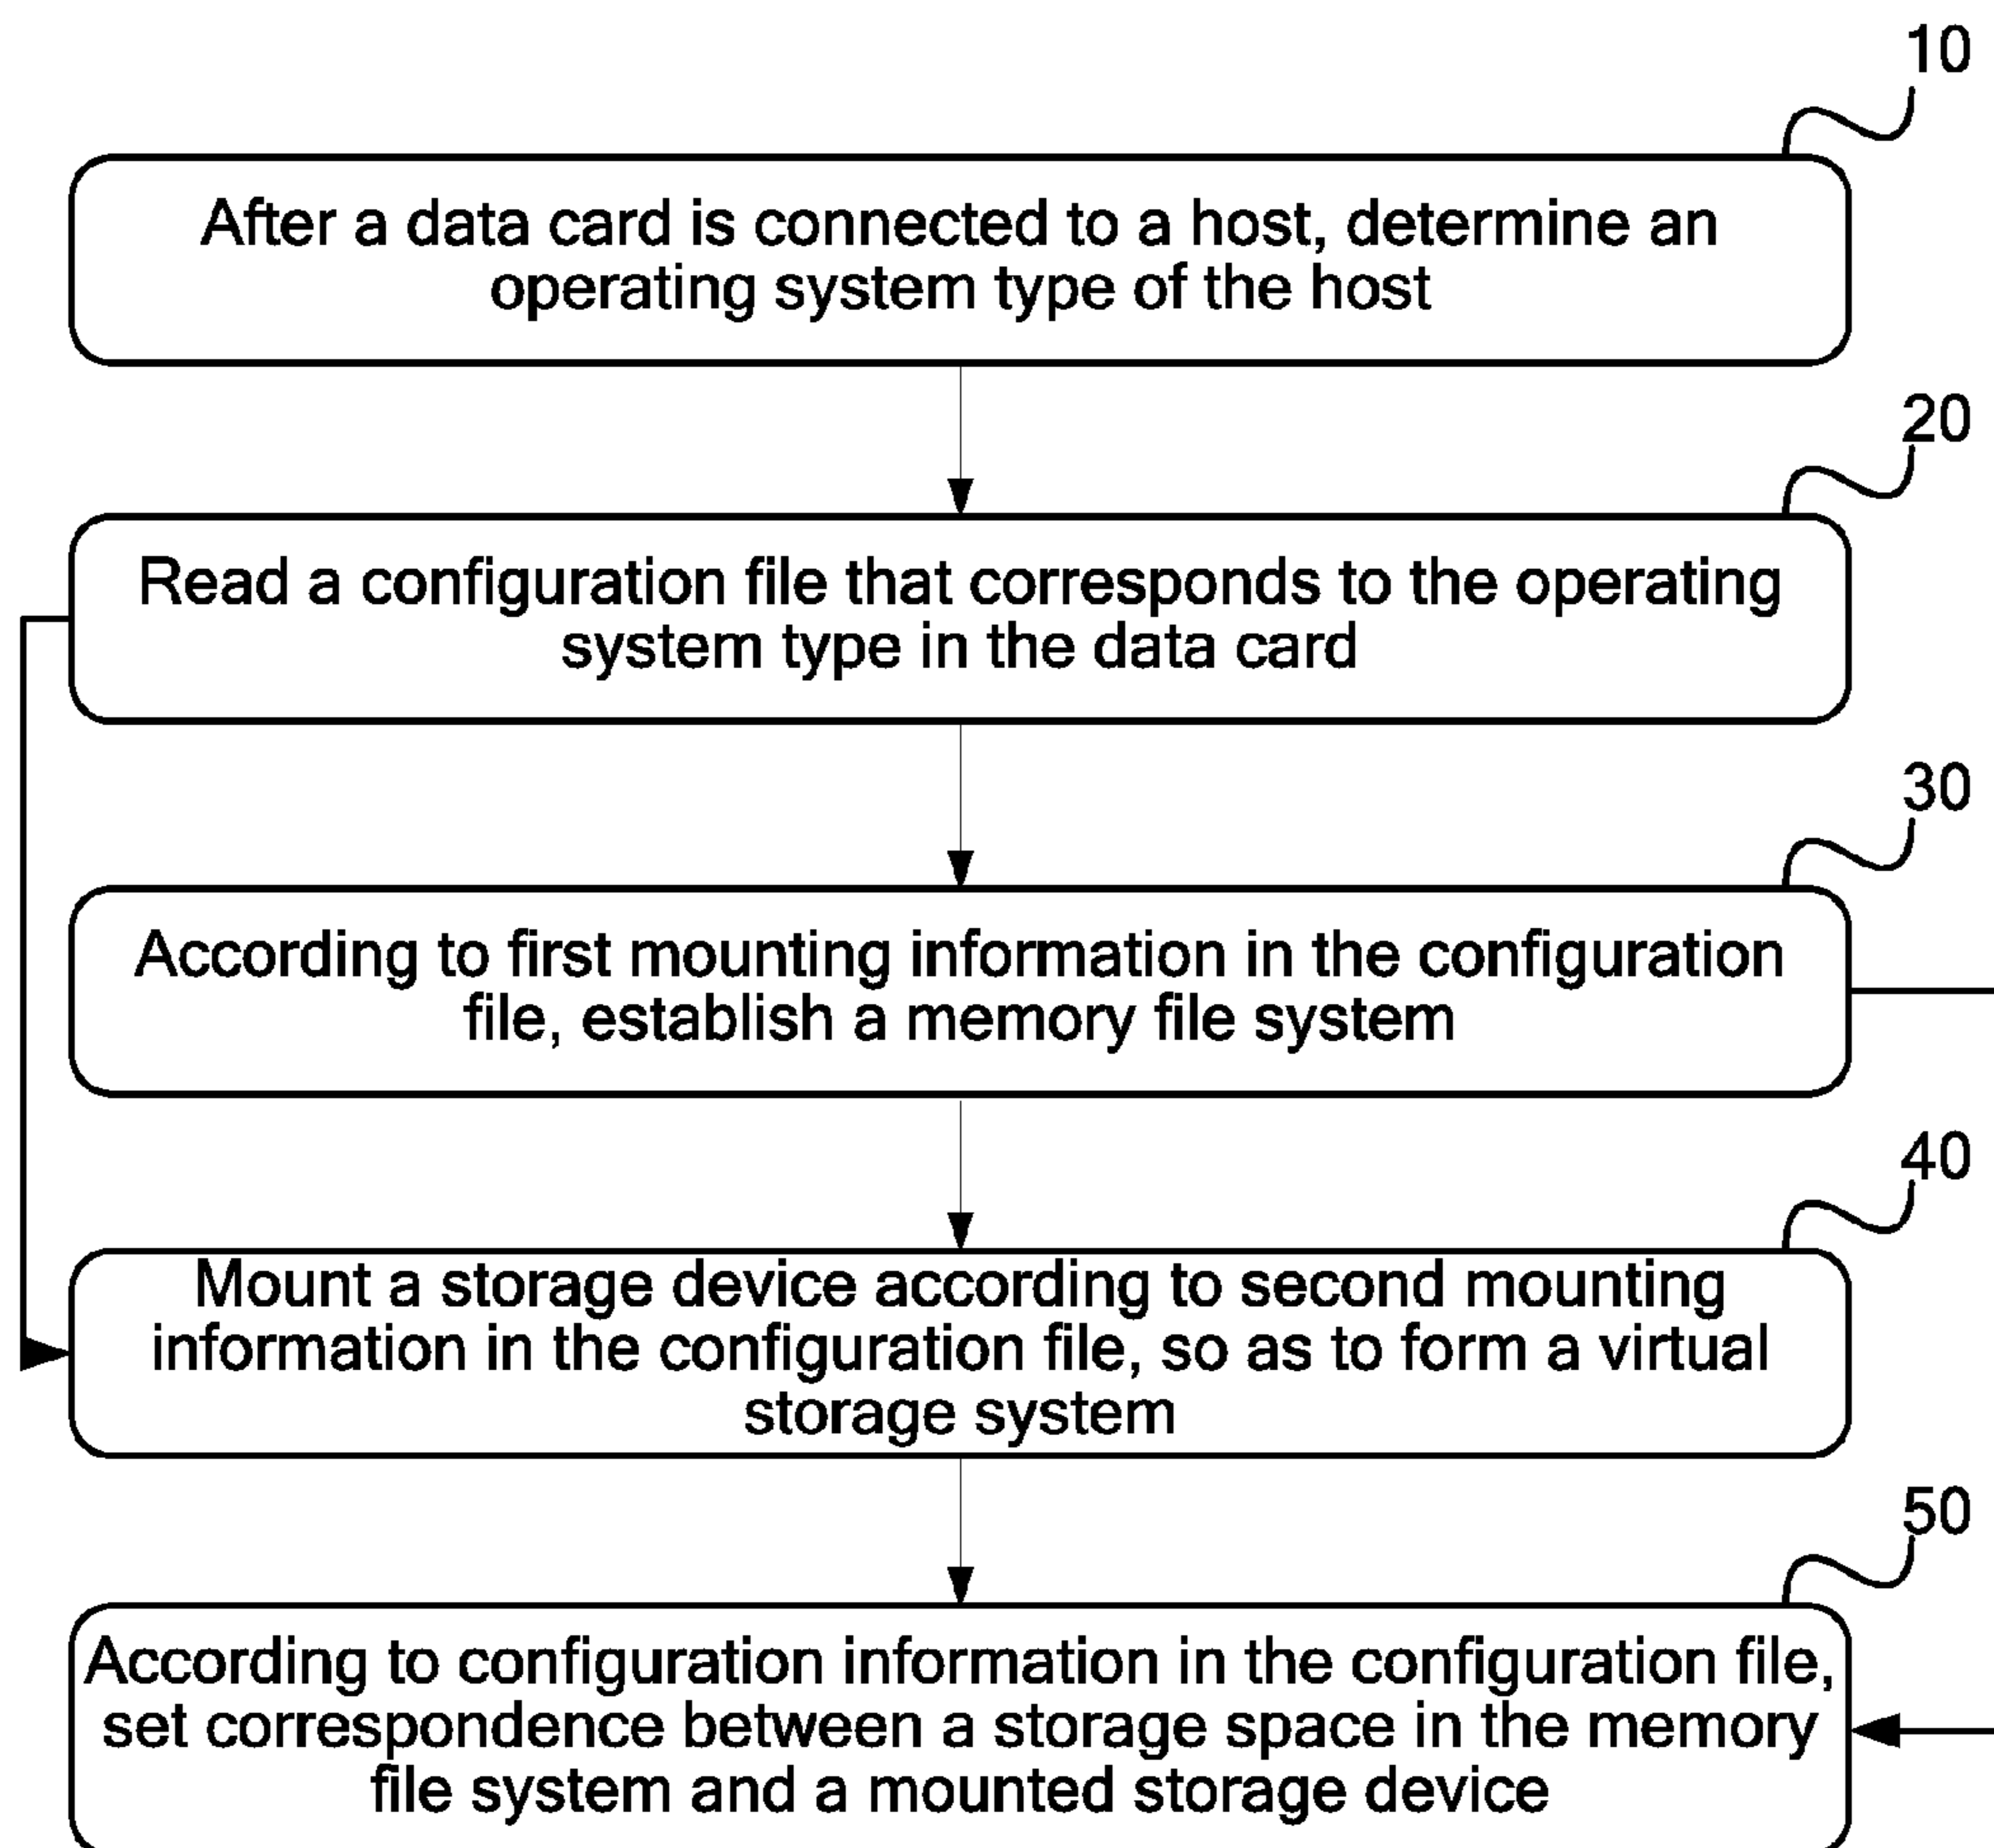 10
After a data card is connected to a host, determine an
operating system type of the host
20
Read a configuration file that corresponds to the operating
system type in the data card
30
According to first mounting information in the configuration
file, establish a memory file system
40
Mount a storage device according to second mounting
information in the configuration file, so as to form a virtual
storage system
50
According to configuration information in the configuration file,
set correspondence between a storage space in the memory
file system and a mounted storage device